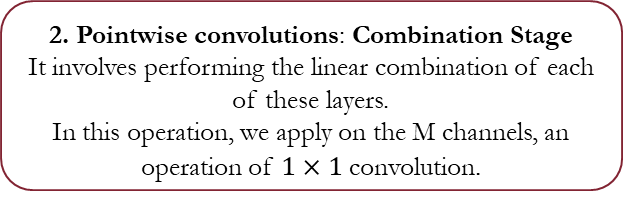 2. Pointwise convolutions: Combination Stage
It involves performing the linear combination of each
of these layers.
In this operation, we apply on the M channels, an
operation of 1 × 1 convolution.